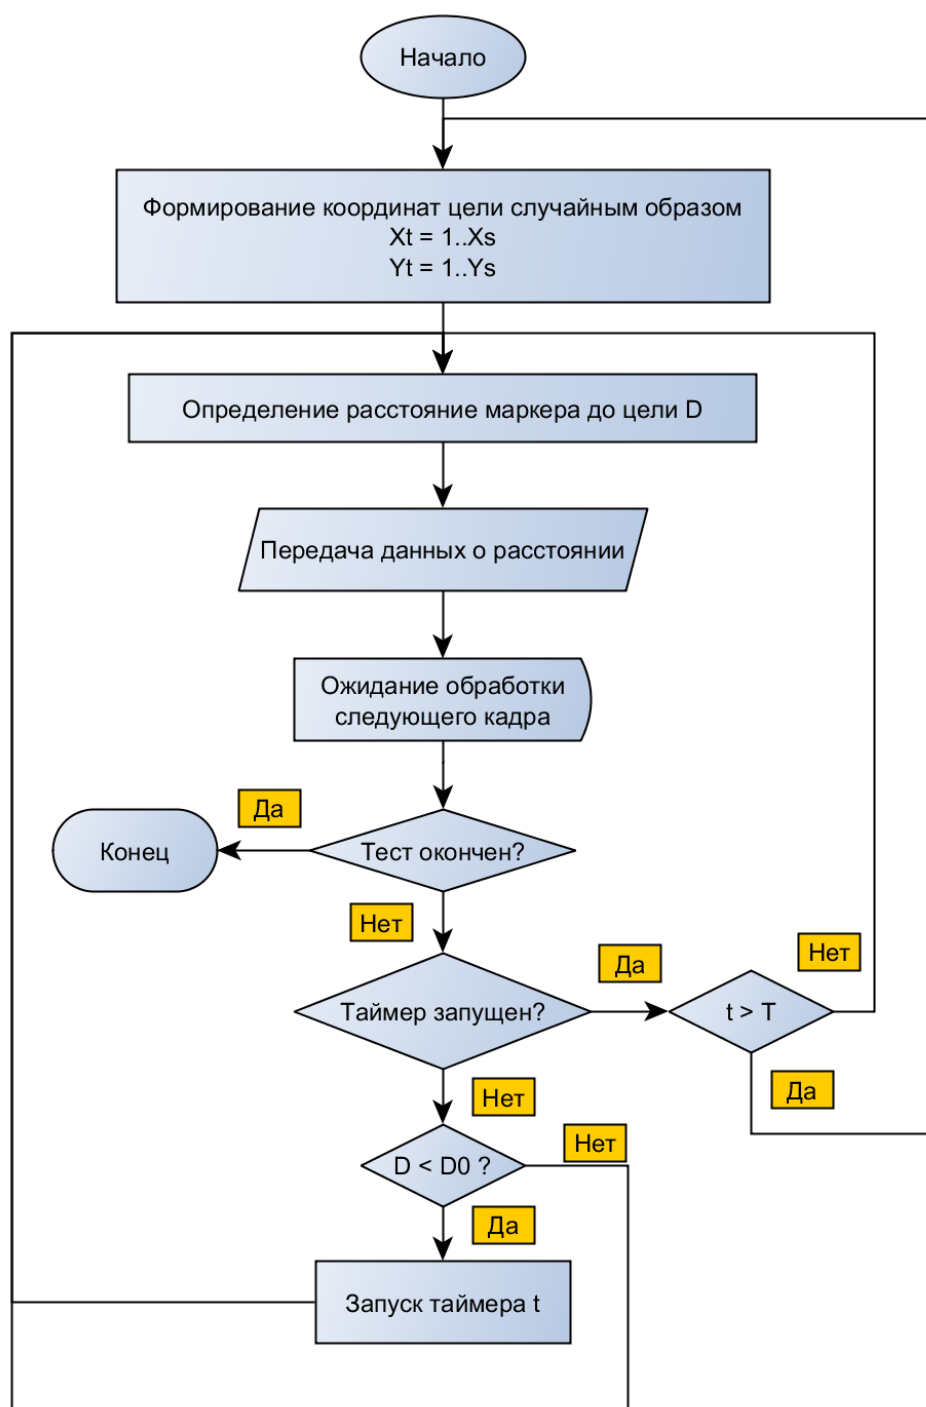 Начало
Формирование координат цели случайным образом
Xt = 1..Xs
Yt = 1..Ys
Определение расстояние маркера до цели D
Передача данных о расстоянии
Ожидание обработки
следующего кадра
Да
Конец
Тест окончен?
Нет
Да
Нет
Таймер запущен?
t > T
Да
Нет
Нет
D < D0 ?
Да
Запуск таймера t